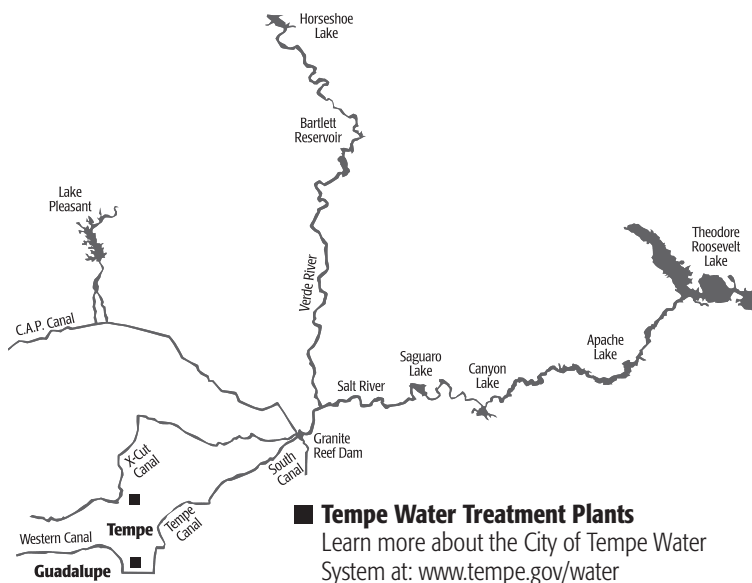 Horseshoe
Lake
Bartlett
Reservoir
Lake
Pleasant
Theodore
Roosevelt
Lake
Verde River
C.A.P. Canal
Apache
Lake
Saguaro
Lake
Canyon
Lake
Salt River
Granite
Reef Dam
X-Cut
Canal
South
Canal
Tempe
Canal
Tempe
Western Canal
Guadalupe
Tempe Water Treatment Plants
Learn more about the City of Tempe Water
System at: www.tempe.gov/water